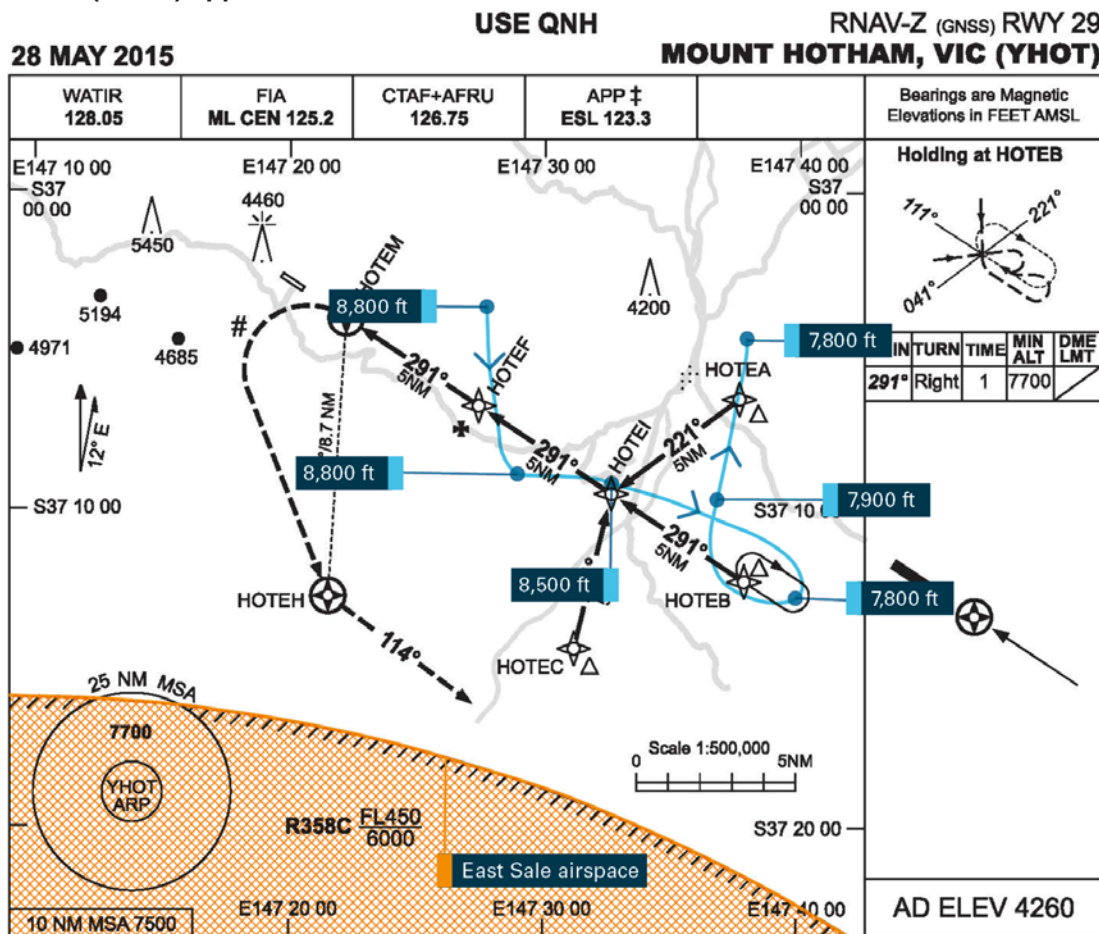 USE QNH
RNAV-Z (GNSS) RWY 29
28 MAY 2015
MOUNT HOTHAM, VIC (YHOT)
WATIR
128.05
FIA
ML CEN 125.2
CTAF+AFRU
126.75
APP ‡
ESL 123.3
Bearings are Magnetic
Elevations in FEET AMSL
E147 10 00
E147 20 00
E147 30 00
E147 40 00
S37
00 00
S37
00 00
Holding at HOTEB
111°
221°
041°
4460
5450
HOTEM
8,800 ft
4200
5194
#
4971
4685
7,800 ft
TURN
TIME
MIN
ALT
DME
LMT
291°
Right
1
7700
291°
5NM
HOTEF
HOTEA
12° E
/8.7 NM
291°
5NM
HOTEI
221°
5NM
8,800 ft
7,900 ft
S37 10 00
S37 10
291°
5NM
8,500 ft
HOTEB
7,800 ft
HOTEH
114°
HOTEC
25 NM MSA
7700
YHOT
ARP
Scale 1:500,000
0
5NM
R358C
FL450
6000
S37 20 00
East Sale airspace
E147 20 00
E147 30 00
E147 40 00
10 NM MSA 7500
AD ELEV 4260